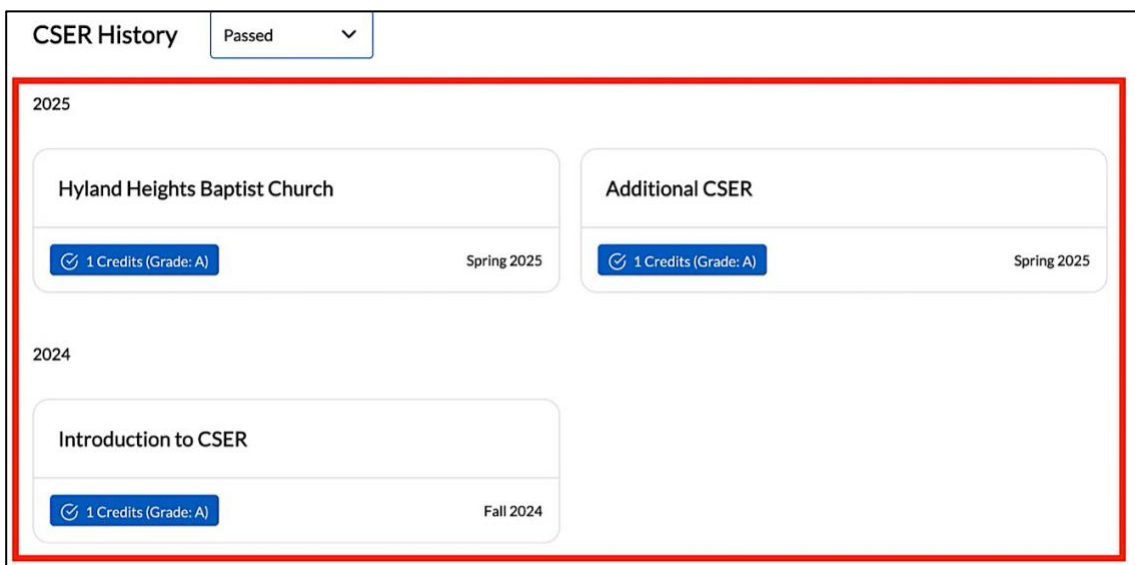 CSER History Passed
2025
Hyland Heights Baptist Church
1 Credits (Grade: A) Spring 2025
Additional CSER
1 Credits (Grade: A) Spring 2025
2024
Introduction to CSER
1 Credits (Grade: A) Fall 2024